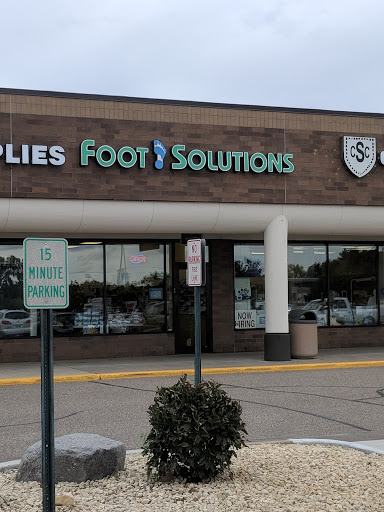 PLIES
FOOT SOLUTIONS
CSC
15
MINUTE
PARKING
NO
PARKING
FIRE
LANE
NOW
HIRING